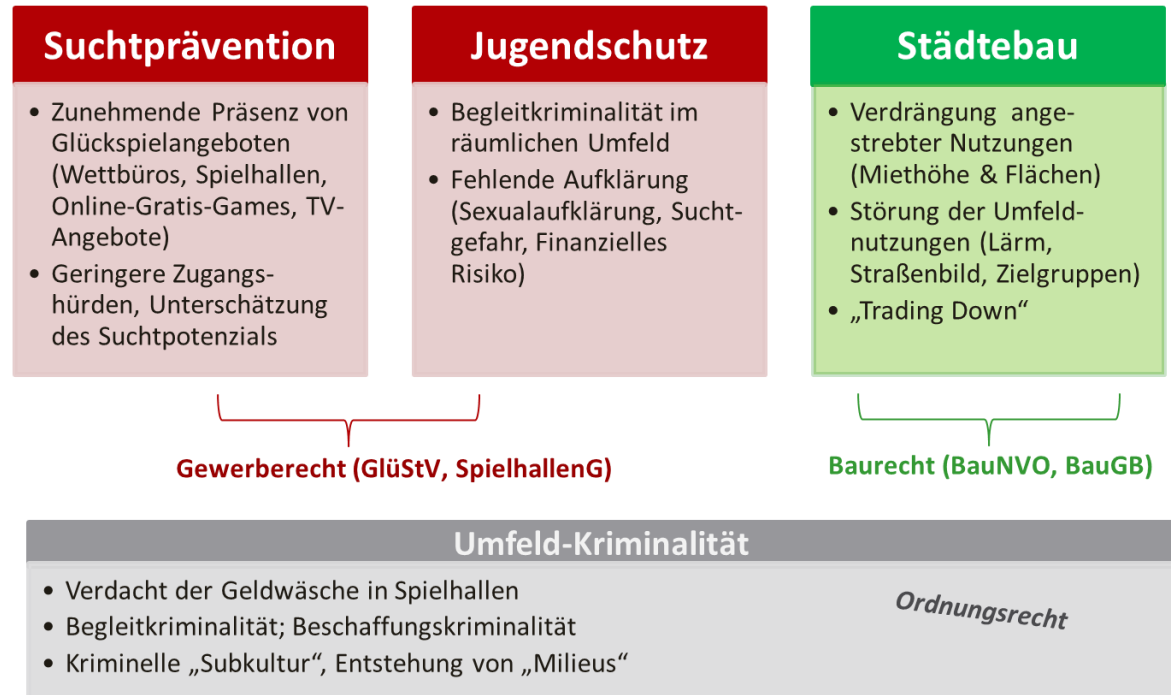 Suchtprävention
• Zunehmende Präsenz von
Glückspielangeboten
(Wettbüros, Spielhallen,
Online-Gratis-Games, TV-
Angebote)
• Geringere Zugangs-
hürden, Unterschätzung
des Suchtpotenzials
Jugendschutz
• Begleitkriminalität im
räumlichen Umfeld
• Fehlende Aufklärung
(Sexualaufklärung, Sucht-
gefahr, Finanzielles
Risiko)
Städtebau
• Verdrängung ange-
strebter Nutzungen
(Miethöhe & Flächen)
• Störung der Umfeld-
nutzungen (Lärm,
Straßenbild, Zielgruppen)
• „Trading Down“
Gewerberecht (GlüStV, SpielhallenG)
Baurecht (BauNVO, BauGB)
Umfeld-Kriminalität
• Verdacht der Geldwäsche in Spielhallen
• Begleitkriminalität; Beschaffungskriminalität
• Kriminelle „Subkultur“, Entstehung von „Milieus“
Ordnungsrecht